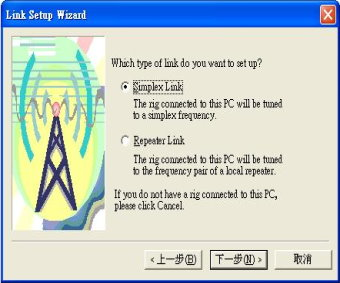 Link Setup Wizard
Which type of link do you want to set up?
Simplex Link
The rig connected to this PC will be tuned
to a simplex frequency.
Repeater Link
The rig connected to this PC will be tuned
to the frequency pair of a local repeater.
If you do not have a rig connected to this PC,
please click Cancel.
<上一步(B) 下一步(N)> 取消